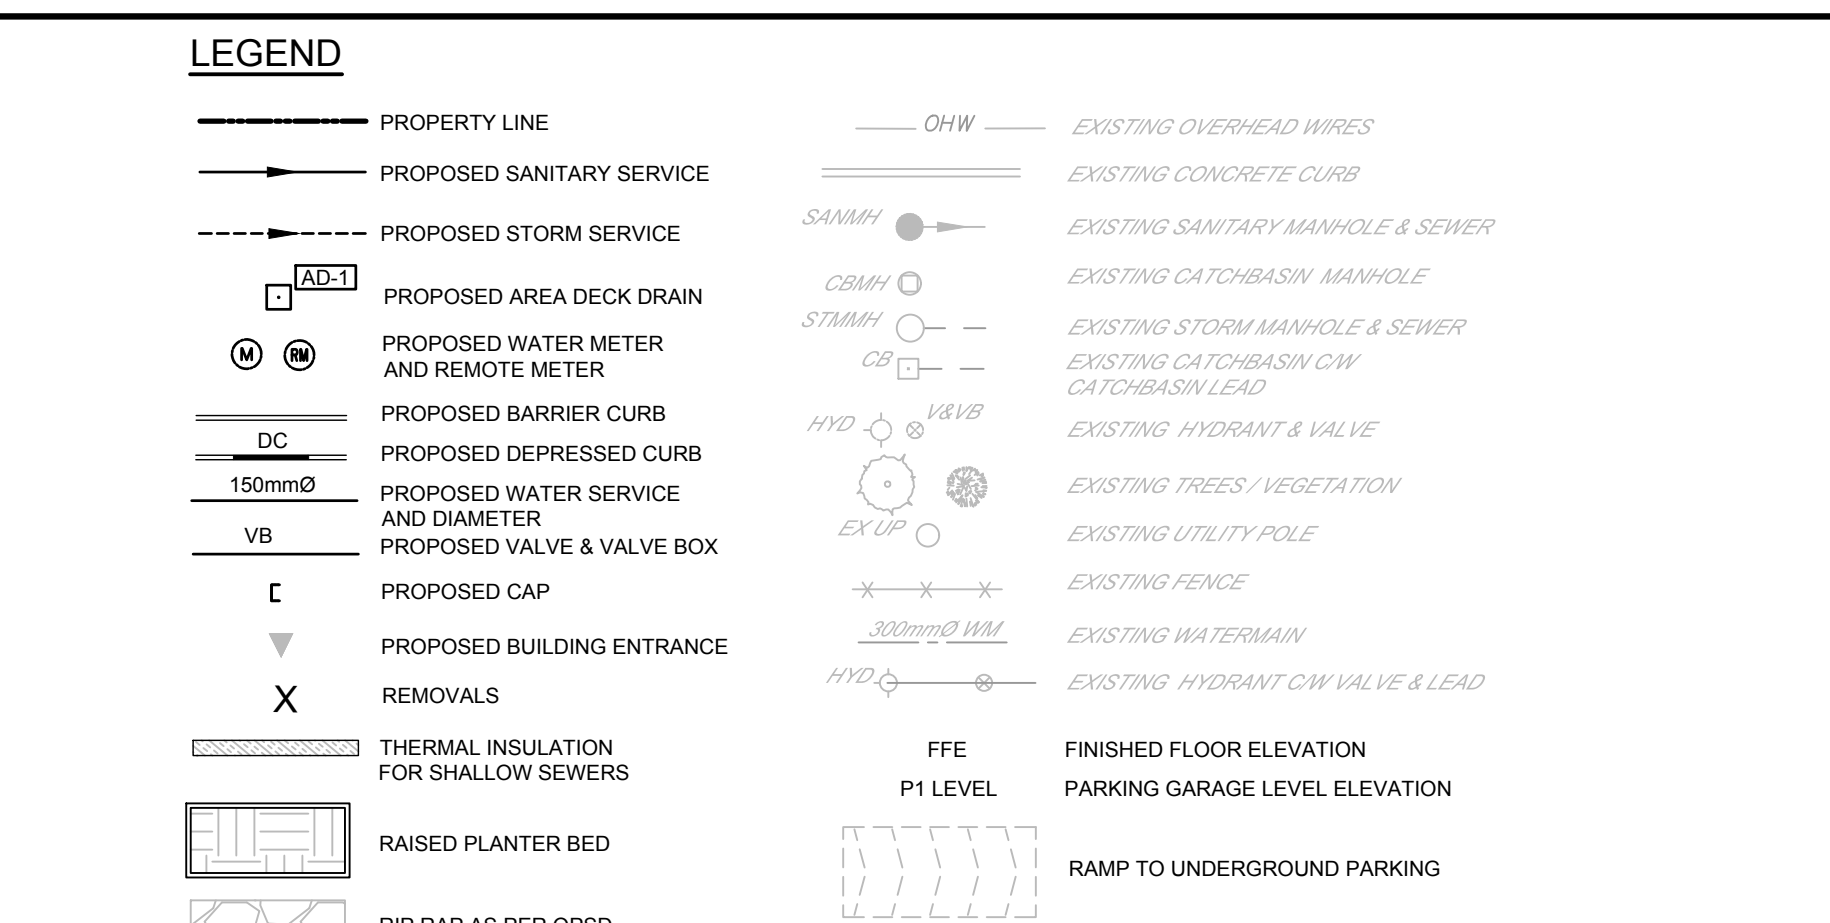 LEGEND
PROPERTY LINE
PROPOSED SANITARY SERVICE
PROPOSED STORM SERVICE
AD-1
PROPOSED AREA DECK DRAIN
M RM
PROPOSED WATER METER
AND REMOTE METER
PROPOSED BARRIER CURB
DC
PROPOSED DEPRESSED CURB
150mmØ
PROPOSED WATER SERVICE
AND DIAMETER
VB
PROPOSED VALVE & VALVE BOX
PROPOSED CAP
PROPOSED BUILDING ENTRANCE
X REMOVALS
THERMAL INSULATION
FOR SHALLOW SEWERS
RAISED PLANTER BED
RIP RAP AS PER OPSD
OHW EXISTING OVERHEAD WIRES
EXISTING CONCRETE CURB
SANMH EXISTING SANITARY MANHOLE & SEWER
CBMH EXISTING CATCHBASIN MANHOLE
STMMH EXISTING STORM MANHOLE & SEWER
CB EXISTING CATCHBASIN C/W
CATCHBASIN LEAD
HYD V&VB EXISTING HYDRANT & VALVE
EXISTING TREES / VEGETATION
EX UP EXISTING UTILITY POLE
EXISTING FENCE
300mmØ WM EXISTING WATERMAIN
HYD EXISTING HYDRANT C/W VALVE & LEAD
FFE FINISHED FLOOR ELEVATION
P1 LEVEL PARKING GARAGE LEVEL ELEVATION
RAMP TO UNDERGROUND PARKING